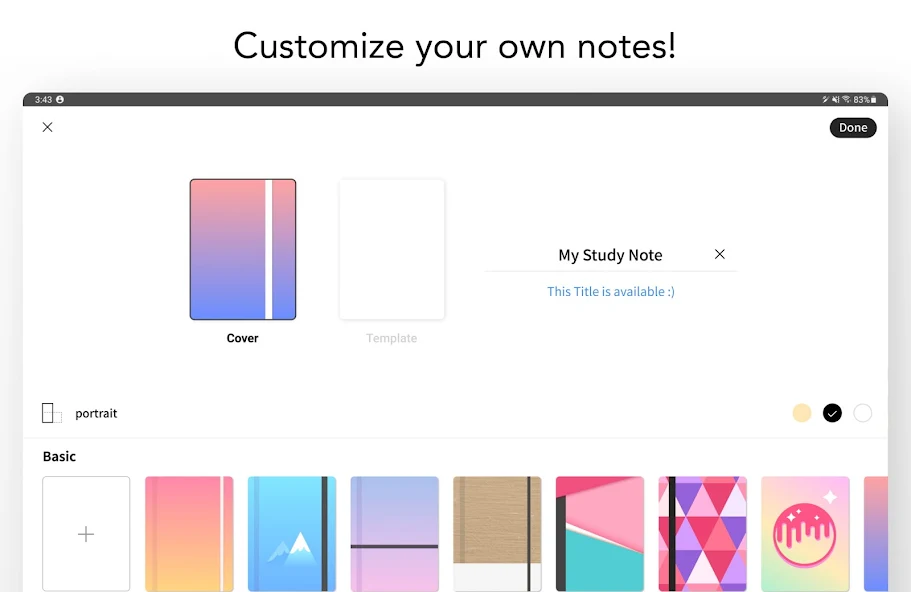 Customize your own notes!
3:43
83%
Done
My Study Note
This Title is available :)
Cover
Template
portrait
Basic